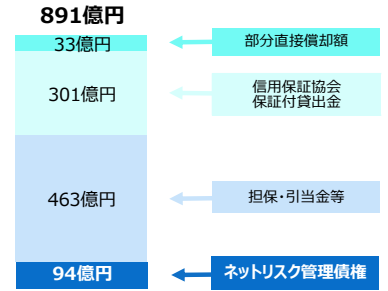 891億円
33億円
部分直接償却額
301億円
信用保証協会
保証付貸出金
463億円
担保・引当金等
94億円
ネットリスク管理債権